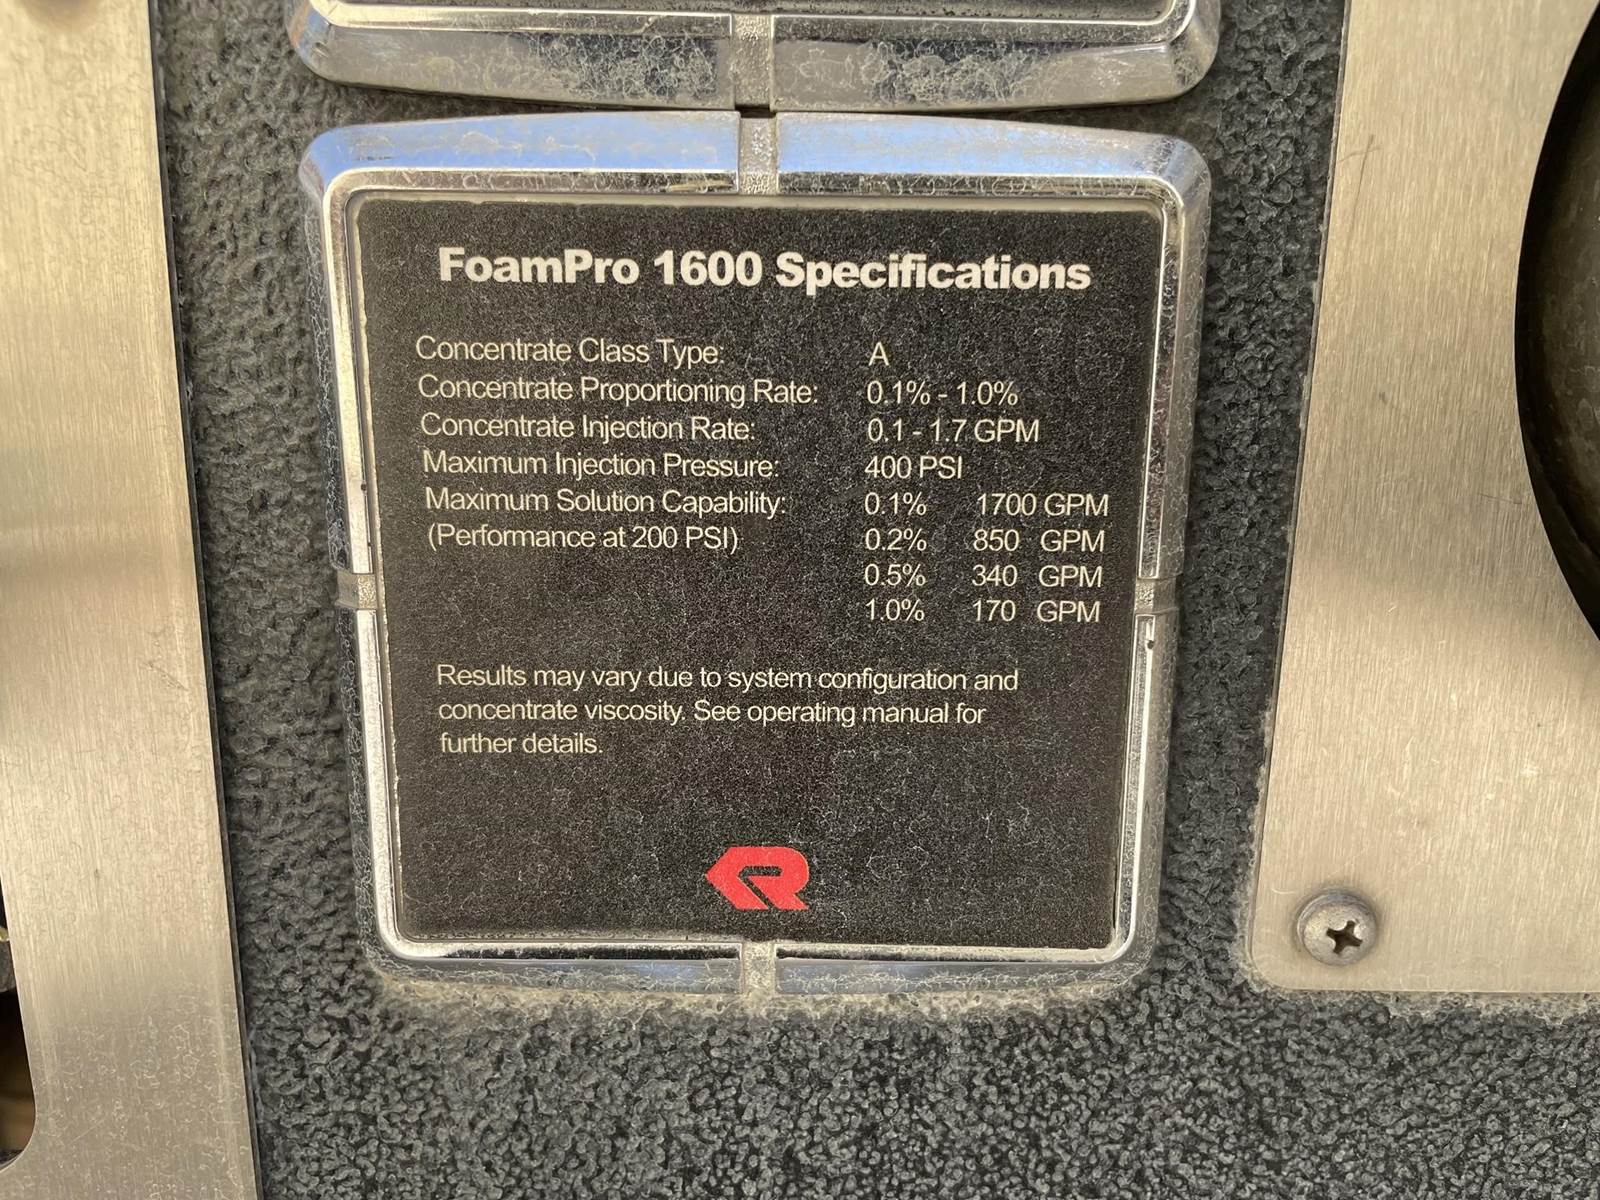 FoamPro 1600 Specifications
Concentrate Class Type: A
Concentrate Proportioning Rate: 0.1% - 1.0%
Concentrate Injection Rate: 0.1 - 1.7 GPM
Maximum Injection Pressure: 400 PSI
Maximum Solution Capability: 0.1% 1700 GPM
(Performance at 200 PSI) 0.2% 850 GPM
0.5% 340 GPM
1.0% 170 GPM
Results may vary due to system configuration and
concentrate viscosity. See operating manual for
further details.
R